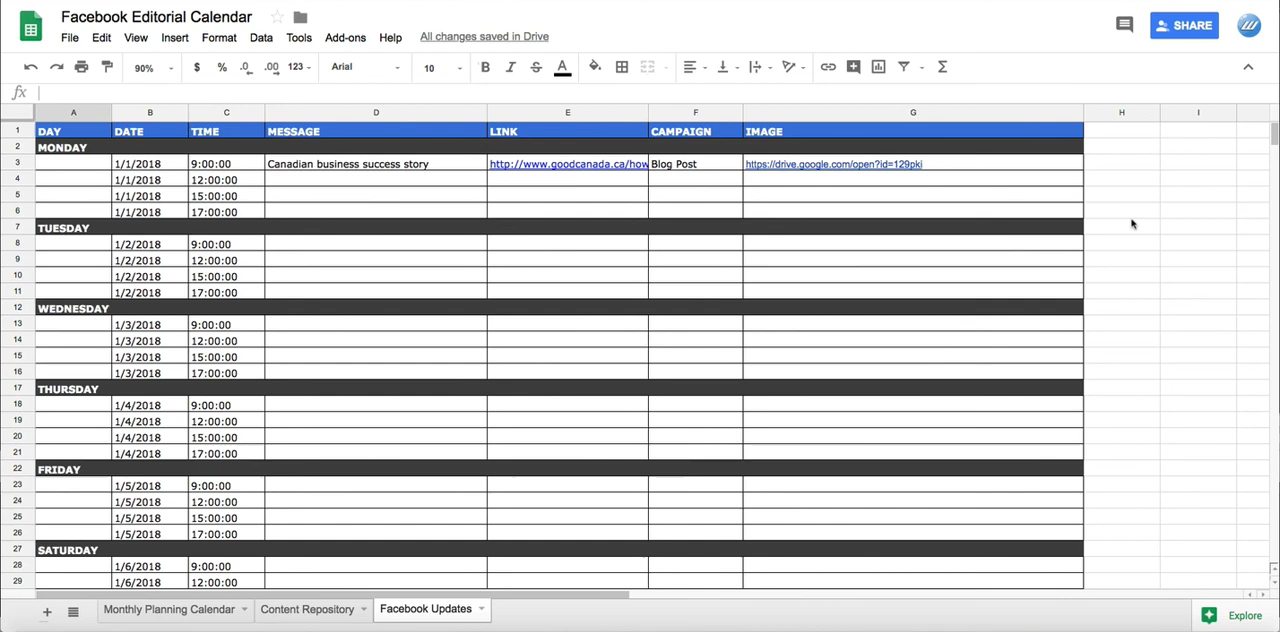 Facebook Editorial Calendar
File Edit View Insert Format Data Tools Add-ons Help All changes saved in Drive
SHARE
90% $ % .0 .00 123 Arial 10 B I S A Σ
fx
A B C D E F G H I
1 DAY DATE TIME MESSAGE LINK CAMPAIGN IMAGE
2 MONDAY
3 1/1/2018 9:00:00 Canadian business success story http://www.goodcanada.ca/how Blog Post https://drive.google.com/open?id=129pki
4 1/1/2018 12:00:00
5 1/1/2018 15:00:00
6 1/1/2018 17:00:00
7 TUESDAY
8 1/2/2018 9:00:00
9 1/2/2018 12:00:00
10 1/2/2018 15:00:00
11 1/2/2018 17:00:00
12 WEDNESDAY
13 1/3/2018 9:00:00
14 1/3/2018 12:00:00
15 1/3/2018 15:00:00
16 1/3/2018 17:00:00
17 THURSDAY
18 1/4/2018 9:00:00
19 1/4/2018 12:00:00
20 1/4/2018 15:00:00
21 1/4/2018 17:00:00
22 FRIDAY
23 1/5/2018 9:00:00
24 1/5/2018 12:00:00
25 1/5/2018 15:00:00
26 1/5/2018 17:00:00
27 SATURDAY
28 1/6/2018 9:00:00
29 1/6/2018 12:00:00
+ Monthly Planning Calendar Content Repository Facebook Updates Explore